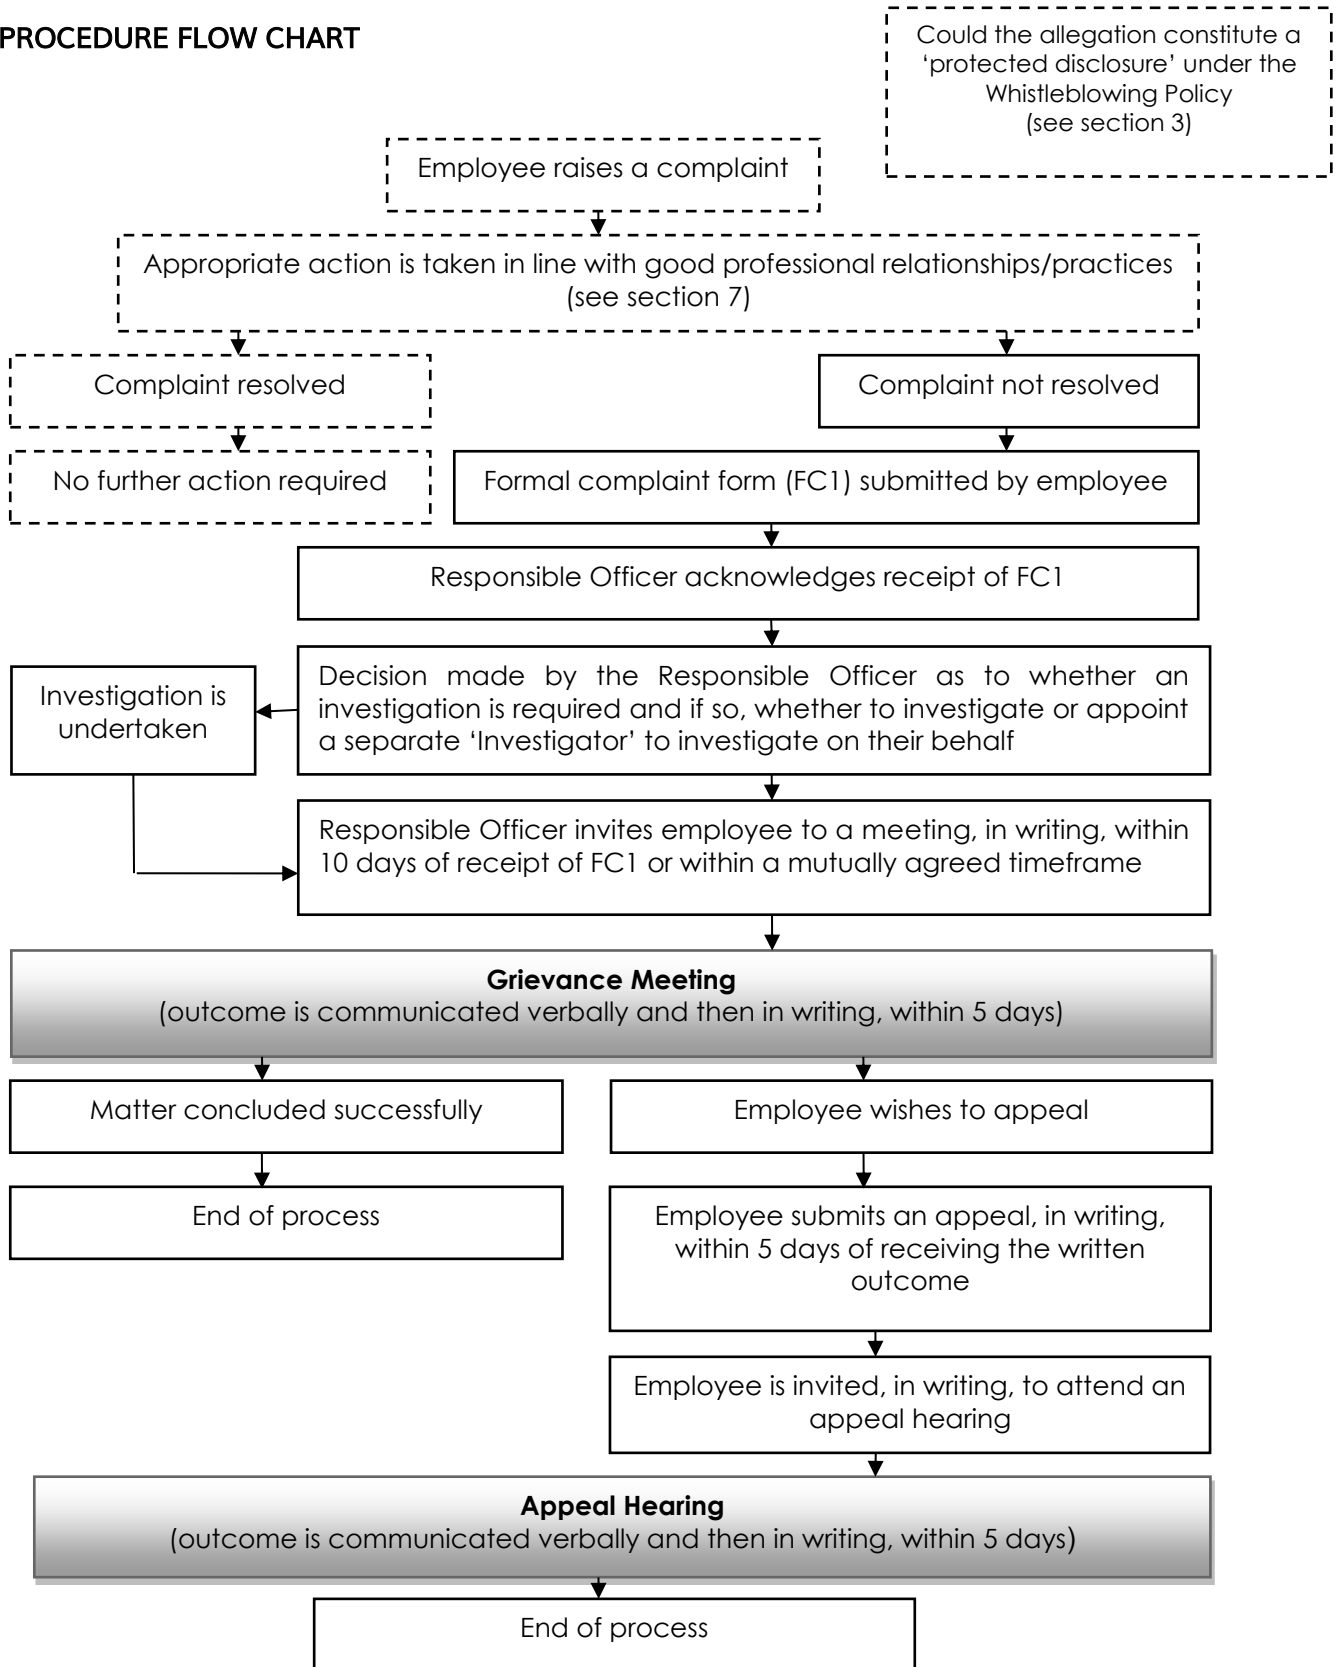 PROCEDURE FLOW CHART
Could the allegation constitute a
‘protected disclosure’ under the
Whistleblowing Policy
(see section 3)
Employee raises a complaint
Appropriate action is taken in line with good professional relationships/practices
(see section 7)
Complaint resolved
Complaint not resolved
No further action required
Formal complaint form (FC1) submitted by employee
Responsible Officer acknowledges receipt of FC1
Investigation is
undertaken
Decision made by the Responsible Officer as to whether an
investigation is required and if so, whether to investigate or appoint
a separate ‘Investigator’ to investigate on their behalf
Responsible Officer invites employee to a meeting, in writing, within
10 days of receipt of FC1 or within a mutually agreed timeframe
Grievance Meeting
(outcome is communicated verbally and then in writing, within 5 days)
Matter concluded successfully
Employee wishes to appeal
End of process
Employee submits an appeal, in writing,
within 5 days of receiving the written
outcome
Employee is invited, in writing, to attend an
appeal hearing
Appeal Hearing
(outcome is communicated verbally and then in writing, within 5 days)
End of process